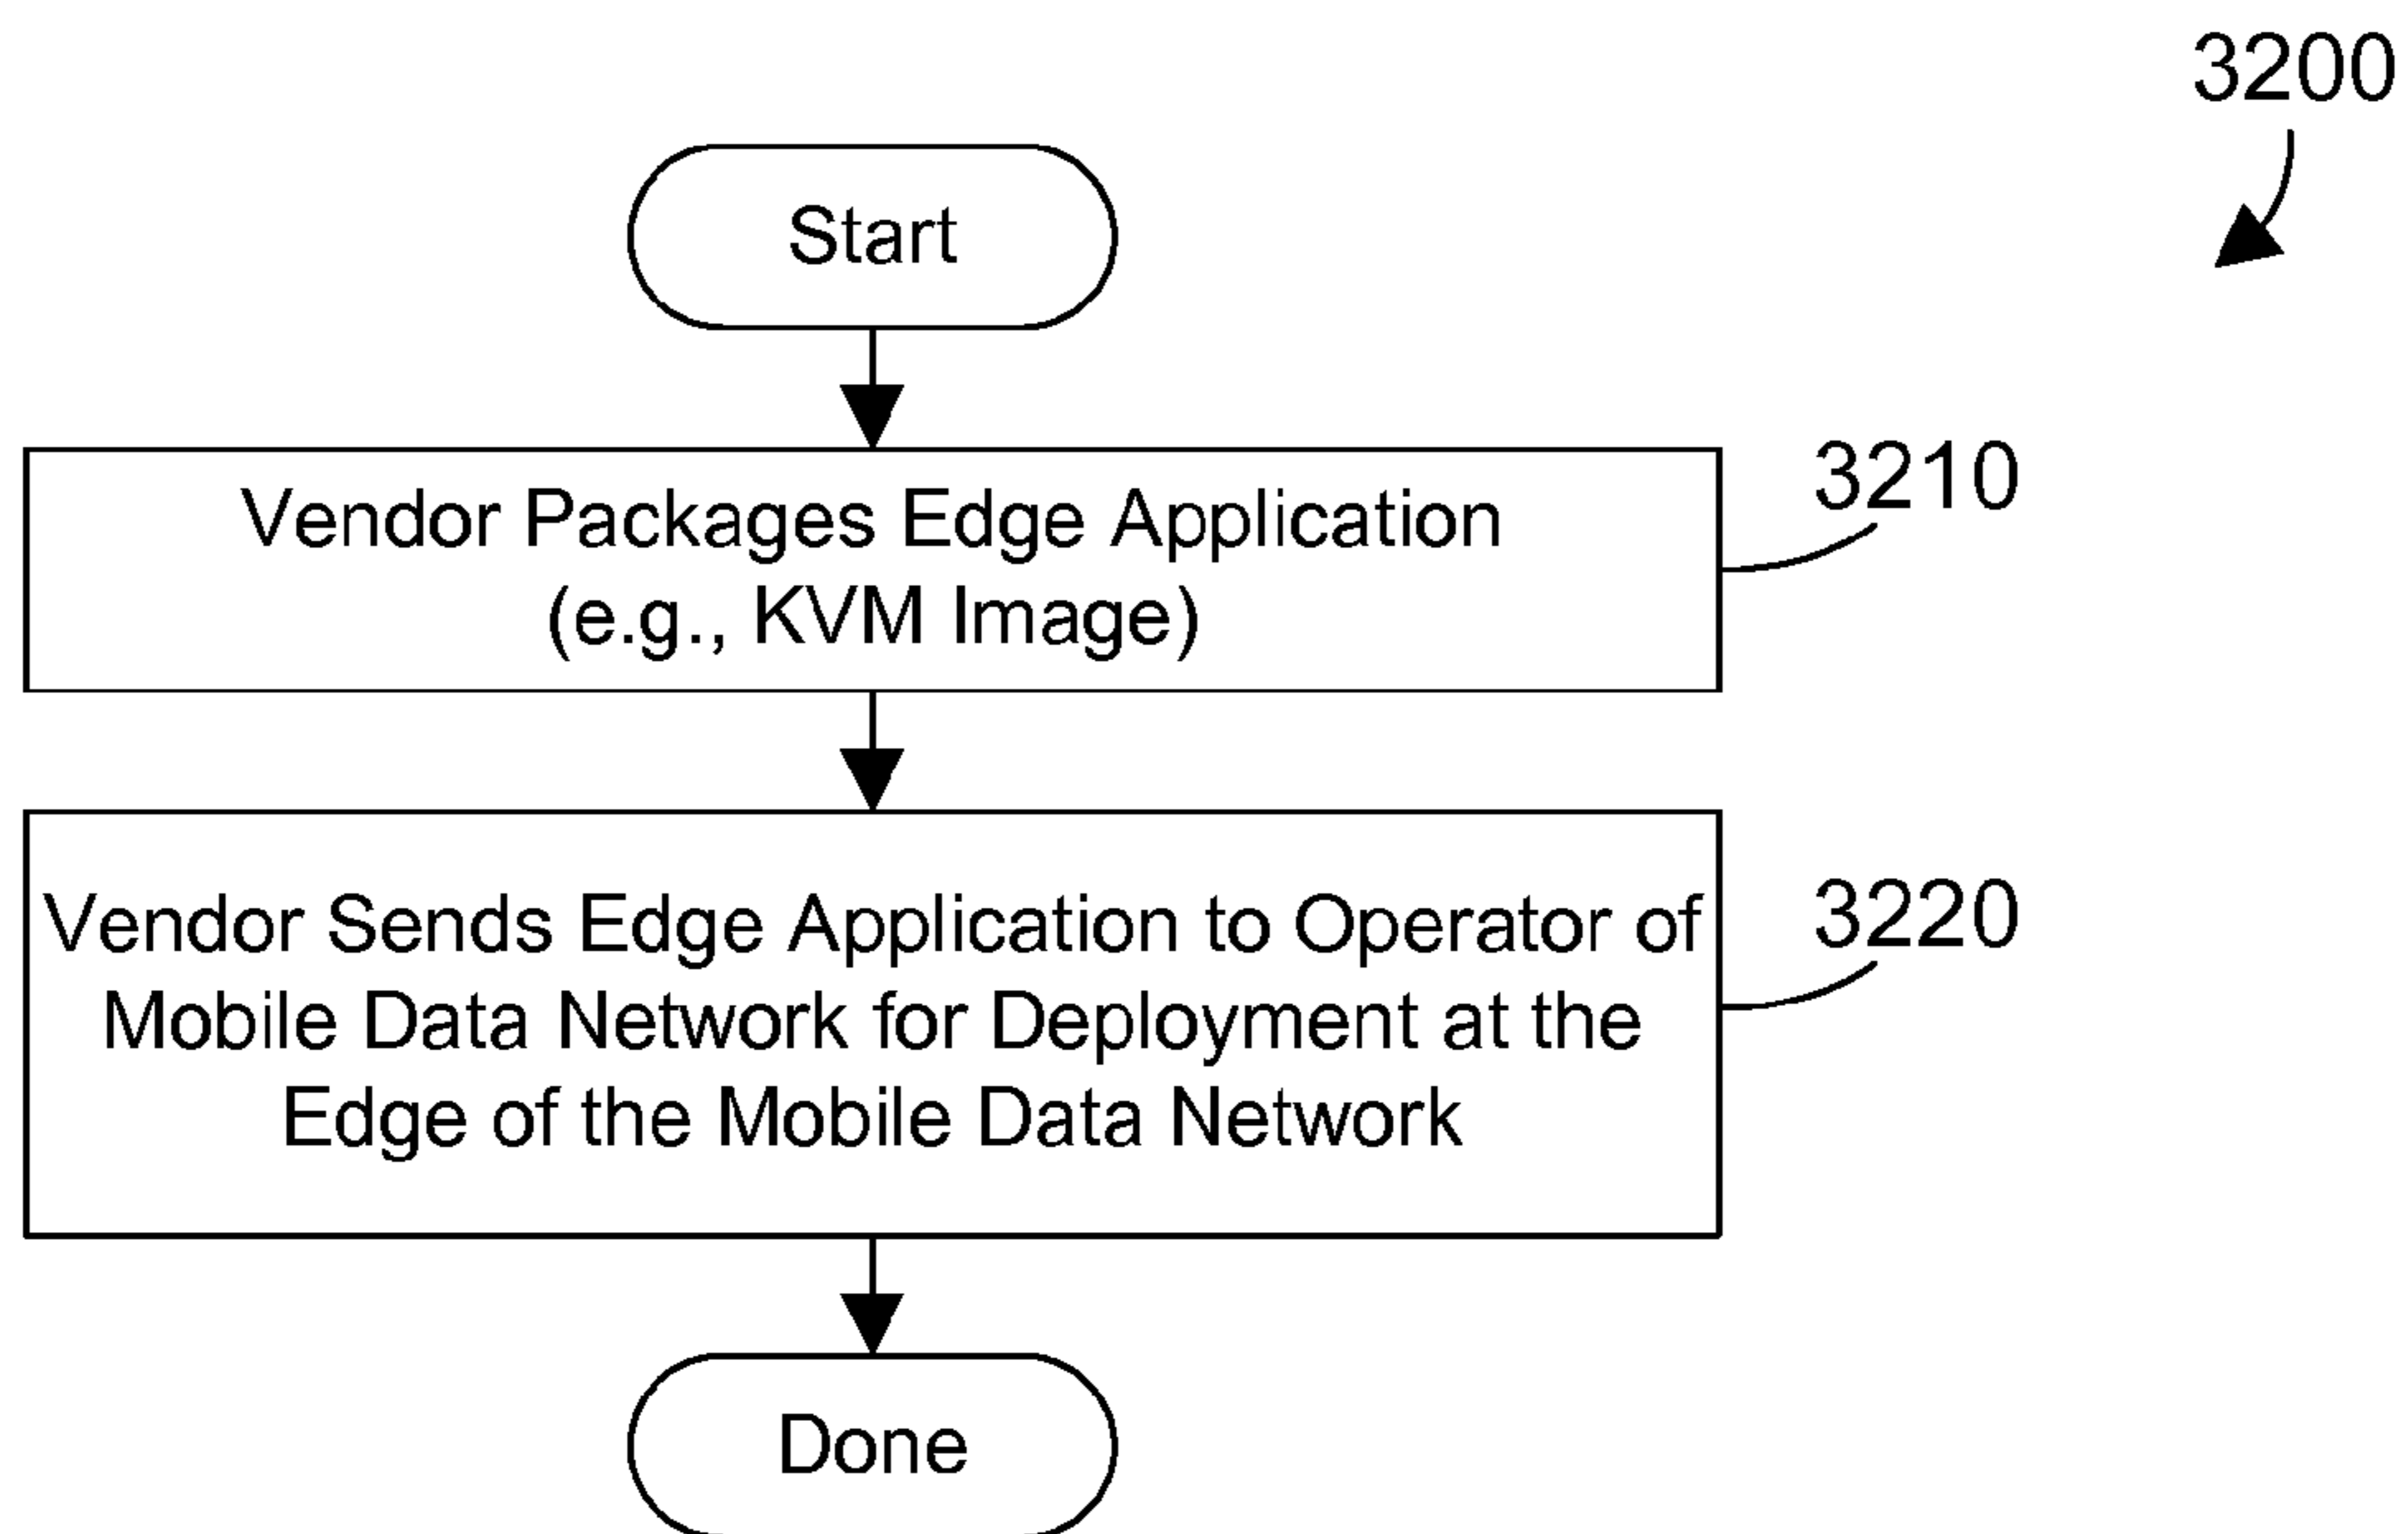 3200
Start
Vendor Packages Edge Application
(e.g., KVM Image)
3210
Vendor Sends Edge Application to Operator of
Mobile Data Network for Deployment at the
Edge of the Mobile Data Network
3220
Done